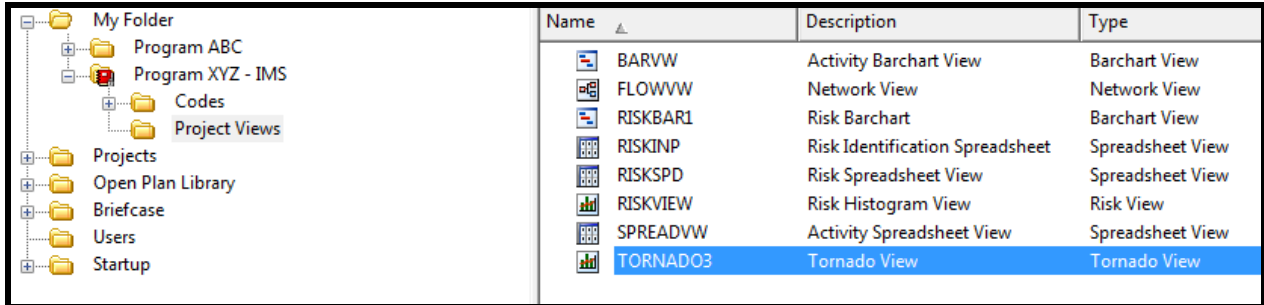 My Folder
Program ABC
Program XYZ - IMS
Codes
Project Views
Projects
Open Plan Library
Briefcase
Users
Startup
Name Description Type
BARVW Activity Barchart View Barchart View
FLOWVW Network View Network View
RISKBAR1 Risk Barchart Barchart View
RISKINP Risk Identification Spreadsheet Spreadsheet View
RISKSPD Risk Spreadsheet View Spreadsheet View
RISKVIEW Risk Histogram View Risk View
SPREADVW Activity Spreadsheet View Spreadsheet View
TORNADO3 Tornado View Tornado View